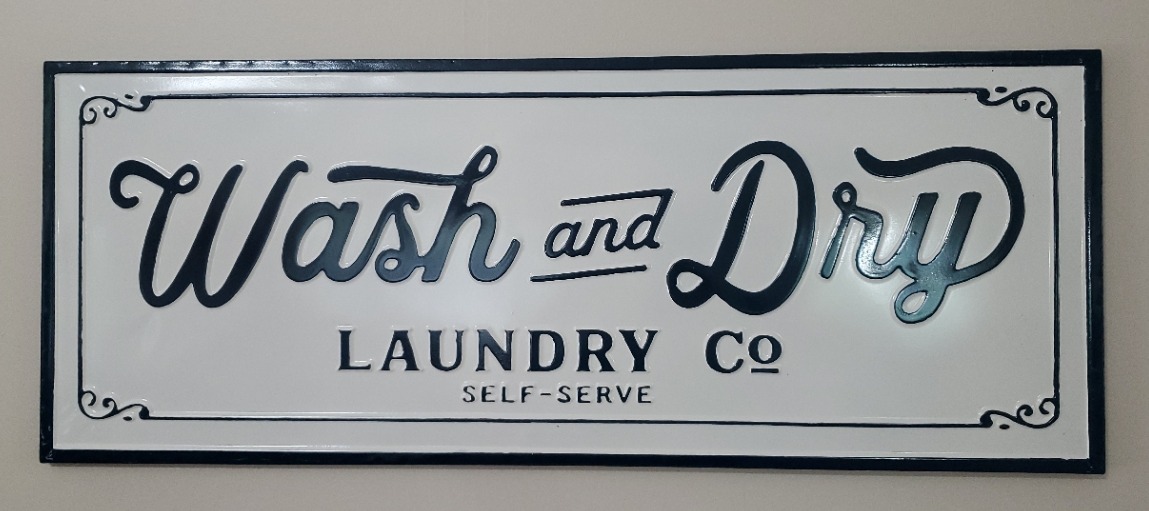 Wash and Dry
LAUNDRY Co
SELF-SERVE